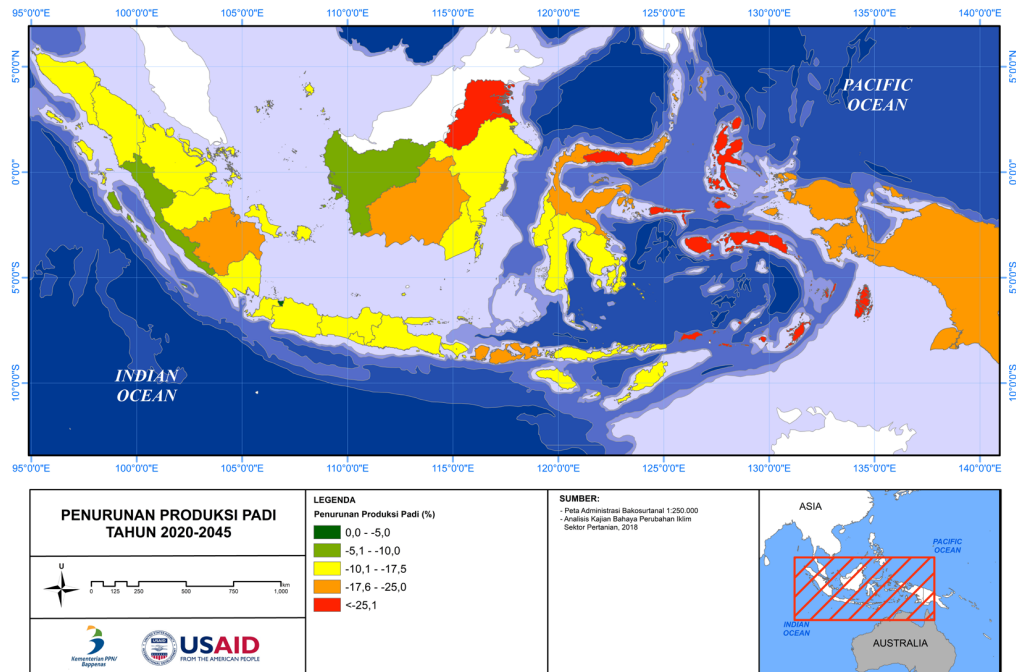 95°0'0"E 100°0'0"E 105°0'0"E 110°0'0"E 115°0'0"E 120°0'0"E 125°0'0"E 130°0'0"E 135°0'0"E 140°0'0"E
5°0'0"N 5°0'0"N
PACIFIC
OCEAN
0°0'0" 0°0'0"
5°0'0"S 5°0'0"S
INDIAN
OCEAN
10°0'0"S 10°0'0"S
95°0'0"E 100°0'0"E 105°0'0"E 110°0'0"E 115°0'0"E 120°0'0"E 125°0'0"E 130°0'0"E 135°0'0"E 140°0'0"E
PENURUNAN PRODUKSI PADI
TAHUN 2020-2045
U
0 125 250 500 750 1,000
km
Kementerian PPN/
Bappenas
USAID
USAID
FROM THE AMERICAN PEOPLE
LEGENDA
Penurunan Produksi Padi (%)
0,0 - -5,0
-5,1 - -10,0
-10,1 - -17,5
-17,6 - -25,0
<-25,1
SUMBER:
- Peta Administrasi Bakosurtanal 1:250.000
- Analisis Kajian Bahaya Perubahan Iklim
Sektor Pertanian, 2018
ASIA
PACIFIC
OCEAN
INDIAN
OCEAN
AUSTRALIA